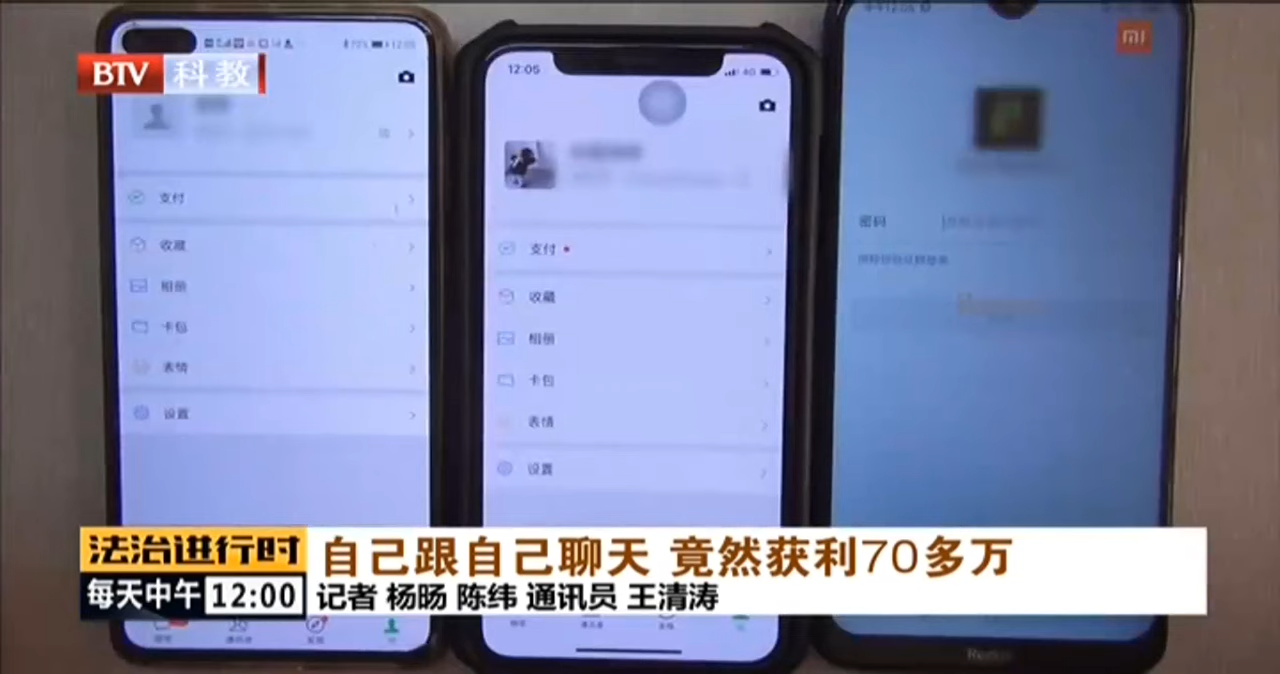 BTV 科教
12:05
4G
支付
收藏
相册
卡包
表情
设置
支付
收藏
相册
卡包
表情
设置
密码
法治进行时
每天中午 12:00
自己跟自己聊天 竟然获利70多万
记者 杨旸 陈纬 通讯员 王清涛
Redmi